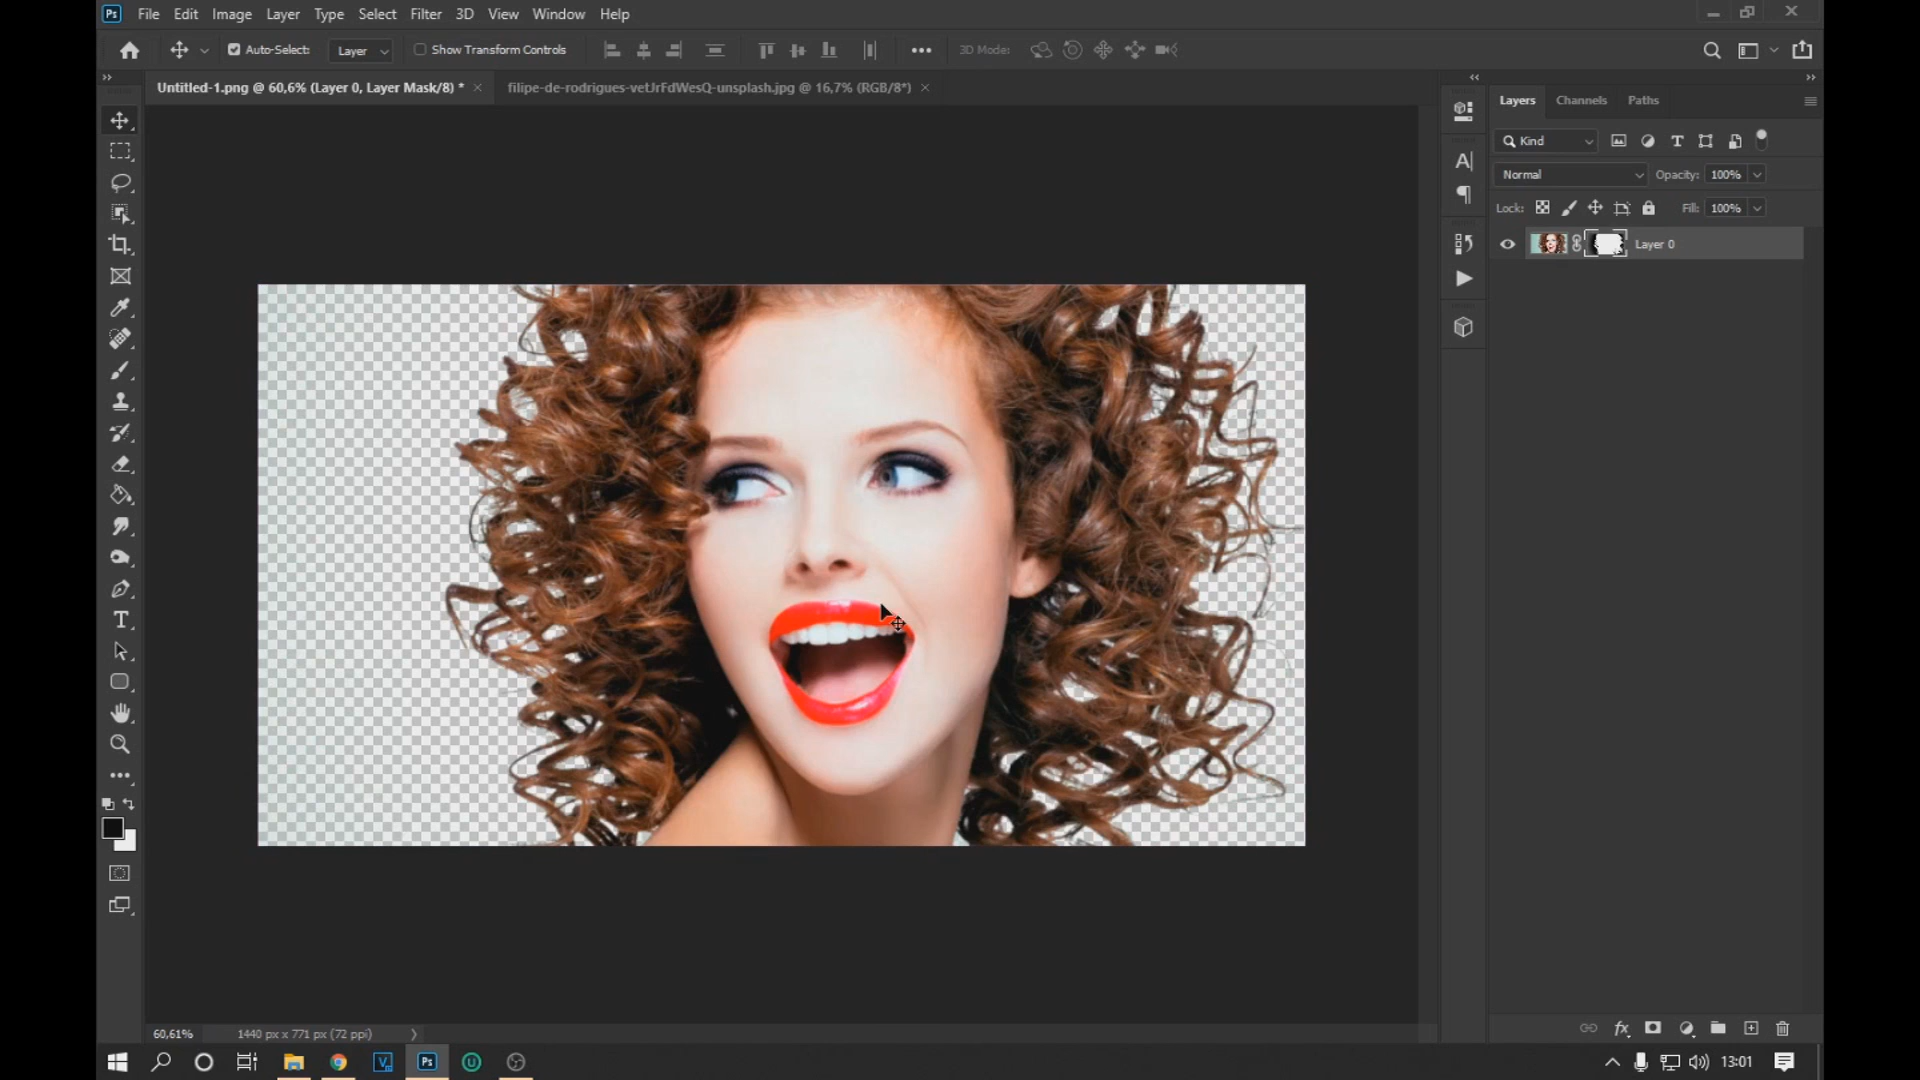 Ps File Edit Image Layer Type Select Filter 3D View Window Help
Auto-Select: Layer Show Transform Controls 3D Mode:
Untitled-1.png @ 60,6% (Layer 0, Layer Mask/8) * × filipe-de-rodrigues-vetJrFdWesQ-unsplash.jpg @ 16,7% (RGB/8*) ×
Layers Channels Paths
Kind
Normal Opacity: 100%
Lock: Fill: 100%
Layer 0
60,61% 1440 px x 771 px (72 ppi)
Ps 13:01